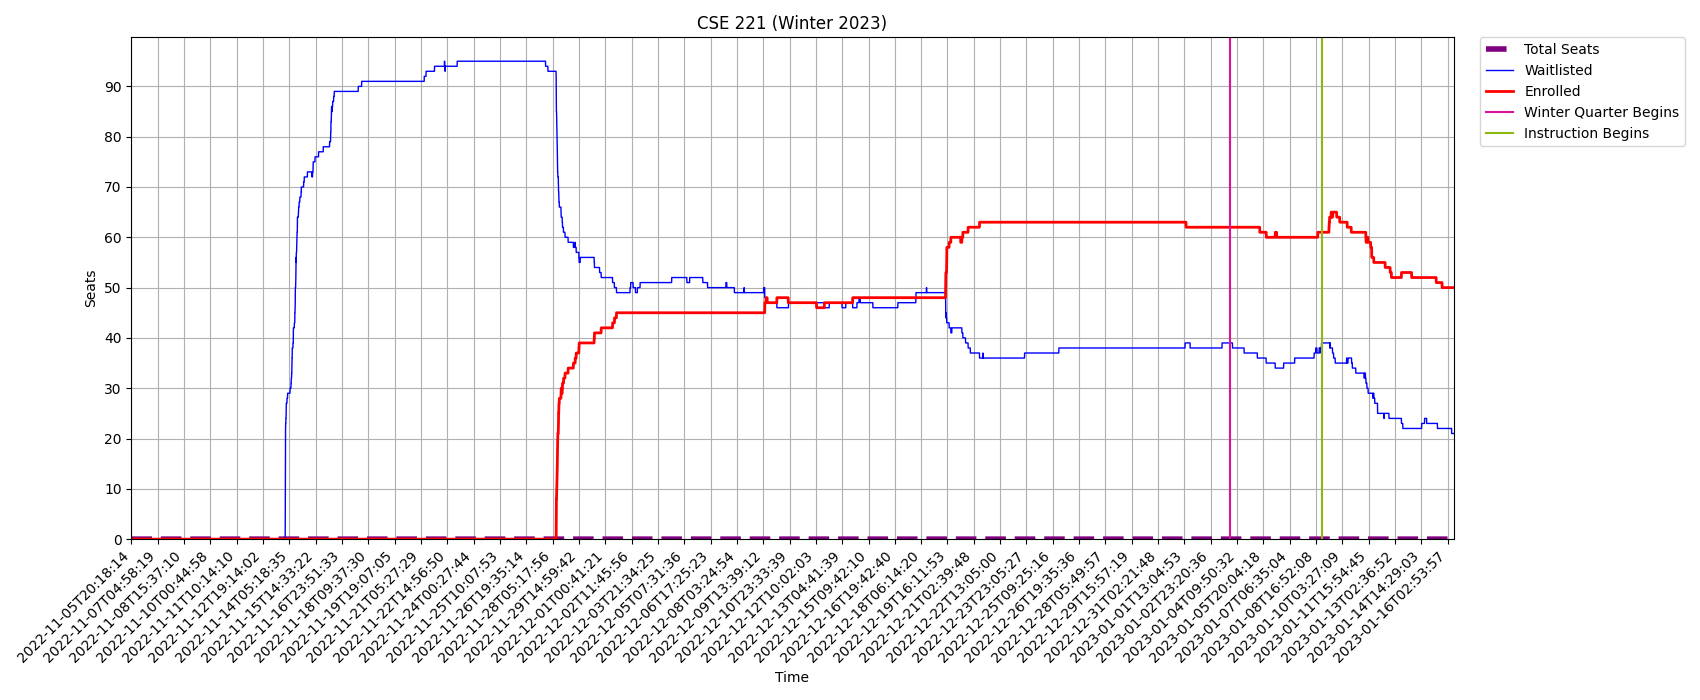 CSE 221 (Winter 2023)
Total Seats
Waitlisted
Enrolled
Winter Quarter Begins
Instruction Begins
Seats
90
80
70
60
50
40
30
20
10
0
2022-11-05T20:18:14
2022-11-07T04:58:19
2022-11-08T15:37:10
2022-11-10T00:44:58
2022-11-11T10:14:10
2022-11-12T19:14:02
2022-11-14T05:18:35
2022-11-15T14:33:22
2022-11-16T23:51:33
2022-11-18T09:37:30
2022-11-19T19:07:05
2022-11-21T05:27:29
2022-11-22T14:56:50
2022-11-24T00:27:44
2022-11-25T10:07:53
2022-11-26T19:35:14
2022-11-28T05:17:56
2022-11-29T14:59:42
2022-12-01T00:41:21
2022-12-02T11:45:56
2022-12-03T21:34:25
2022-12-05T07:31:36
2022-12-06T17:25:23
2022-12-08T03:24:54
2022-12-09T13:39:12
2022-12-10T23:33:39
2022-12-12T10:02:03
2022-12-13T04:41:39
2022-12-15T09:42:10
2022-12-16T19:42:40
2022-12-18T06:14:20
2022-12-19T16:11:53
2022-12-21T02:39:48
2022-12-22T13:05:00
2022-12-23T23:05:27
2022-12-25T09:25:16
2022-12-26T19:35:36
2022-12-28T05:49:57
2022-12-29T15:57:19
2022-12-31T02:21:48
2023-01-01T13:04:53
2023-01-02T23:20:36
2023-01-04T09:50:32
2023-01-05T20:04:18
2023-01-07T06:35:04
2023-01-08T16:52:08
2023-01-10T03:27:09
2023-01-11T15:54:45
2023-01-13T02:36:52
2023-01-14T14:29:03
2023-01-16T02:53:57
Time